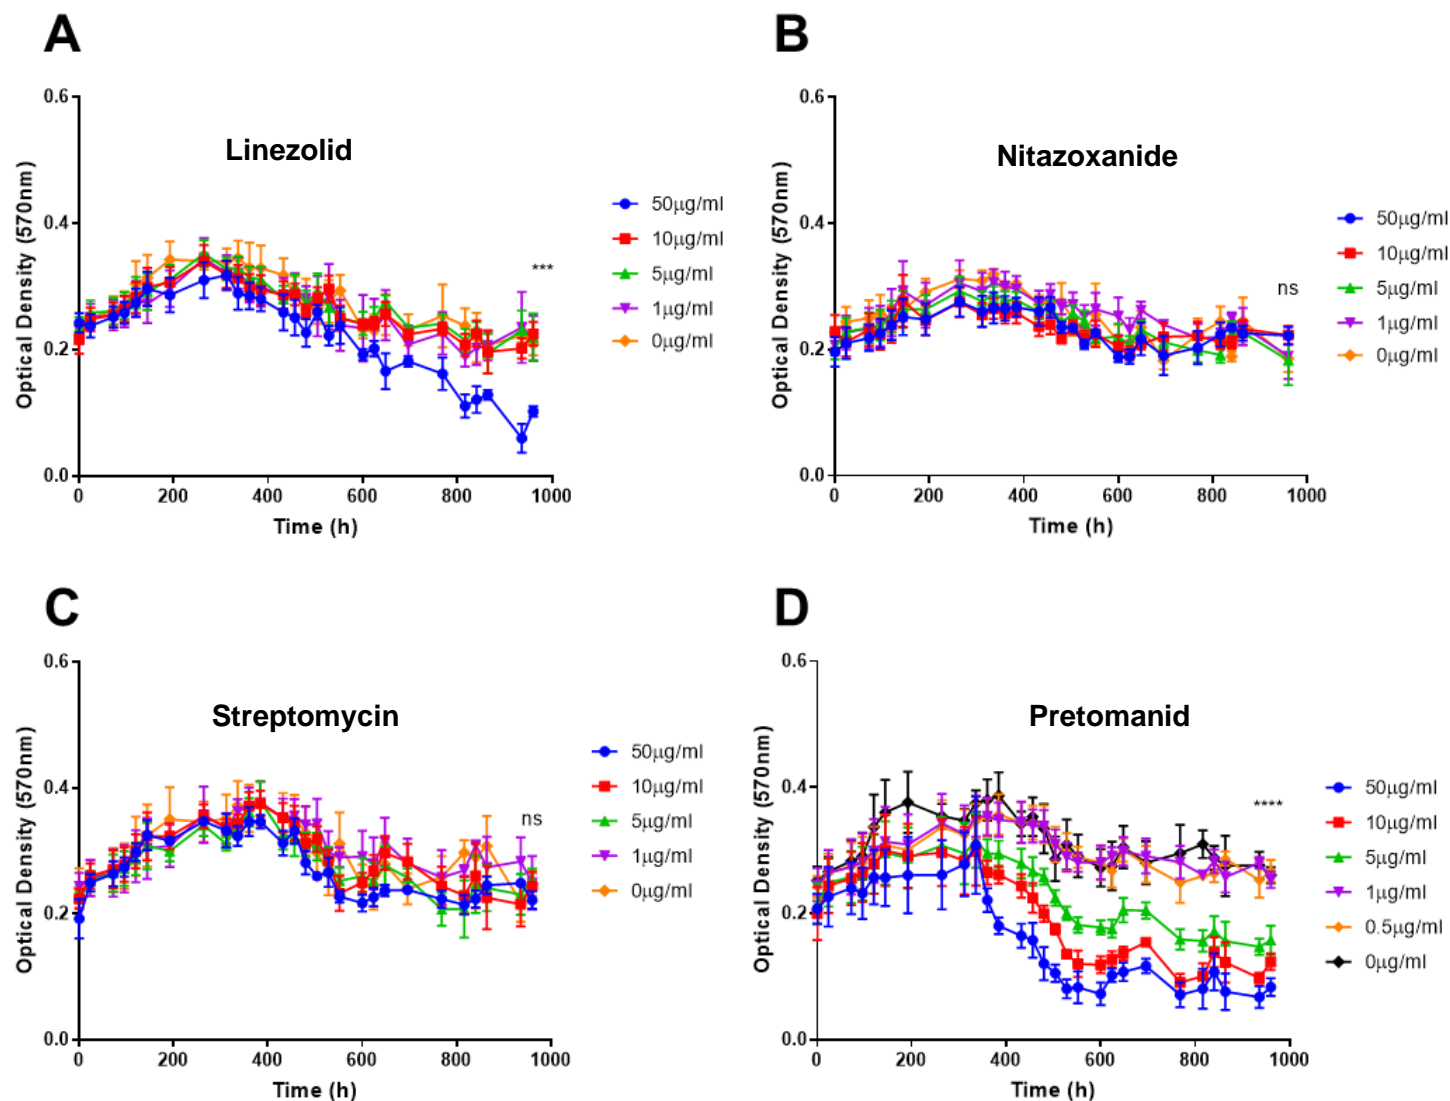 A
Linezolid
Optical Density (570nm)
0.6
0.4
0.2
0.0
0 200 400 600 800 1000
Time (h)
***
50µg/ml
10µg/ml
5µg/ml
1µg/ml
0µg/ml
B
Nitazoxanide
Optical Density (570nm)
0.6
0.4
0.2
0.0
0 200 400 600 800 1000
Time (h)
ns
50µg/ml
10µg/ml
5µg/ml
1µg/ml
0µg/ml
C
Streptomycin
Optical Density (570nm)
0.6
0.4
0.2
0.0
0 200 400 600 800 1000
Time (h)
ns
50µg/ml
10µg/ml
5µg/ml
1µg/ml
0µg/ml
D
Pretomanid
Optical Density (570nm)
0.6
0.4
0.2
0.0
0 200 400 600 800 1000
Time (h)
****
50µg/ml
10µg/ml
5µg/ml
1µg/ml
0.5µg/ml
0µg/ml